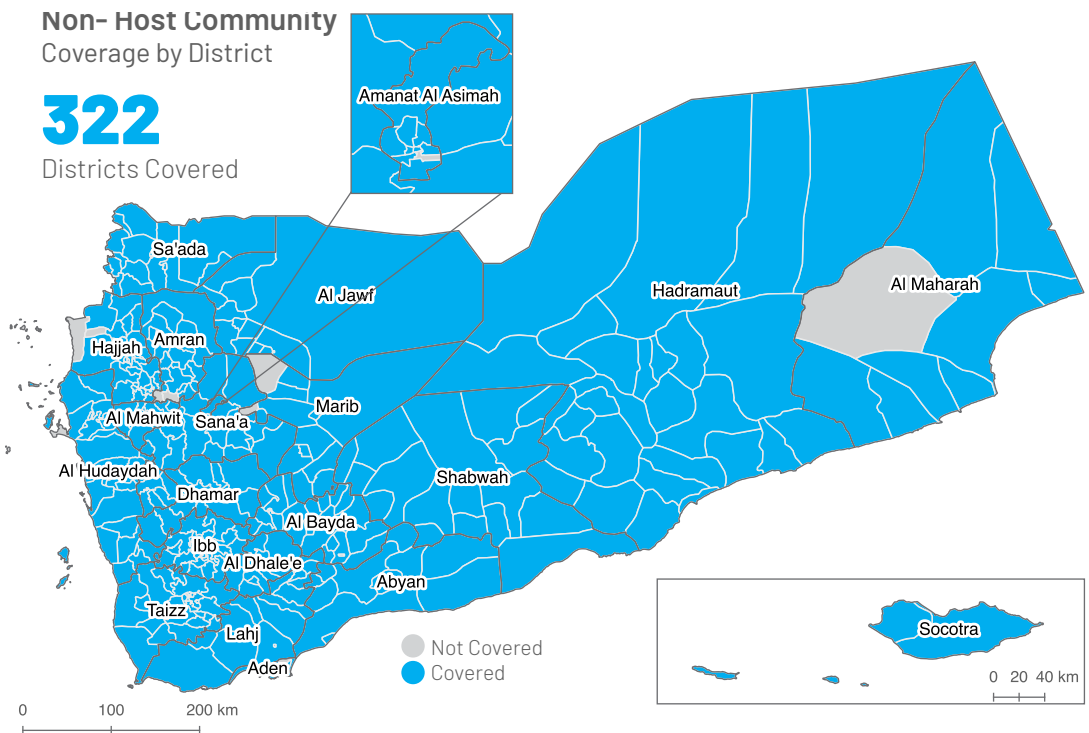 Non- Host Community
Coverage by District
322
Districts Covered
Amanat Al Asimah
Sa'ada
Al Jawf
Hadramaut
Al Maharah
Hajjah
Amran
Al Mahwit
Sana'a
Marib
Al Hudaydah
Dhamar
Shabwah
Al Bayda
Ibb
Al Dhale'e
Abyan
Taizz
Lahj
Aden
Socotra
Not Covered
Covered
0 20 40 km
0 100 200 km